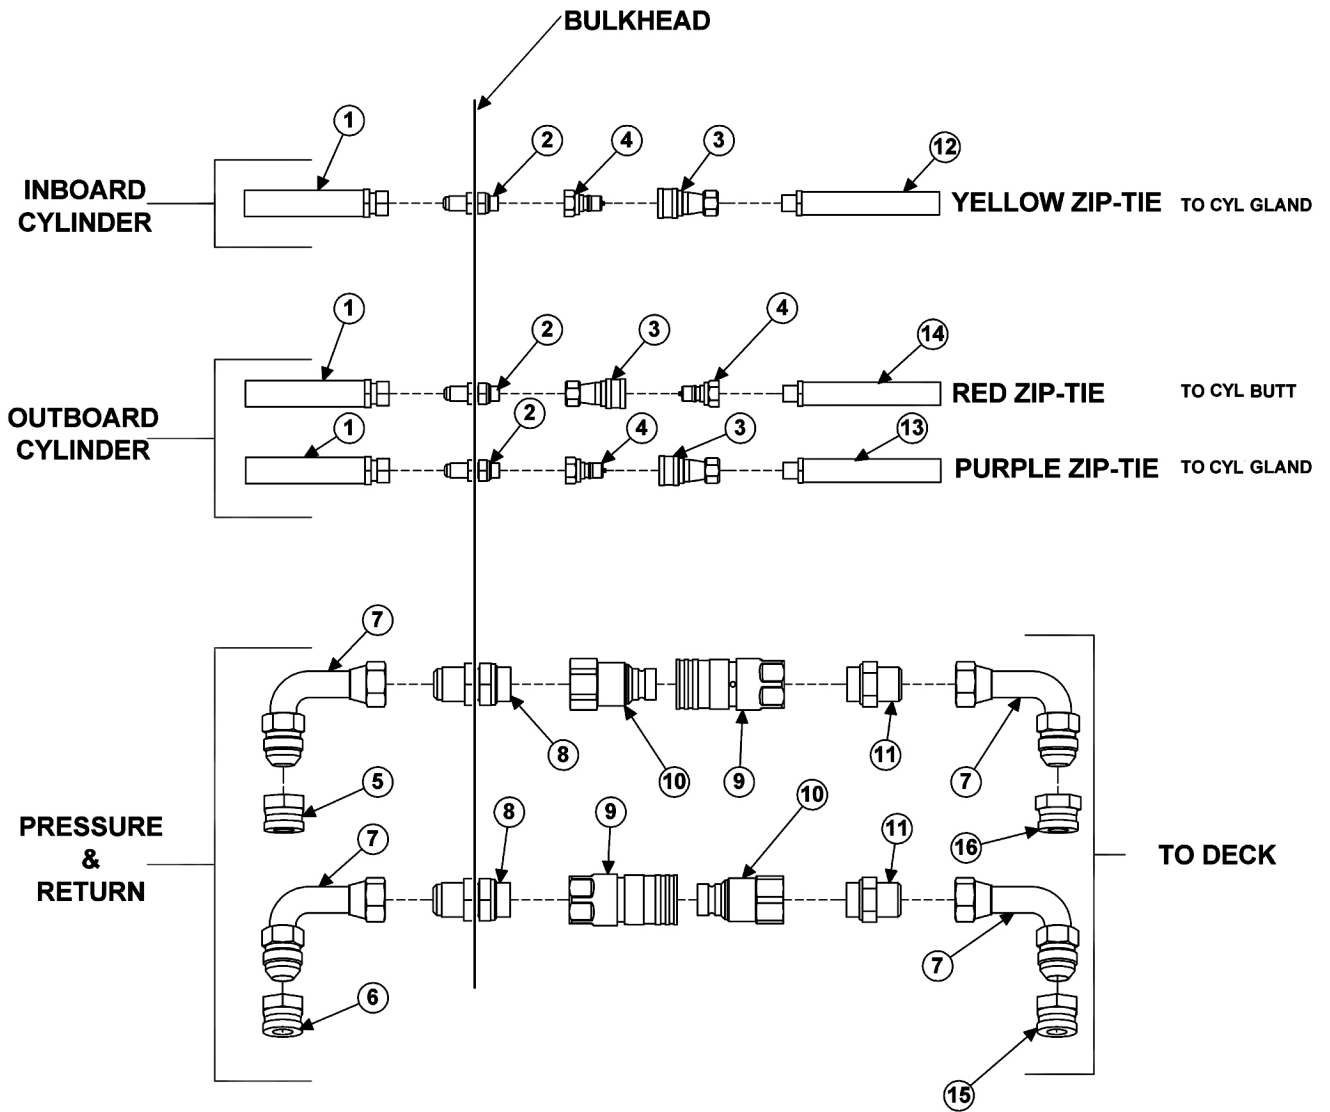 BULKHEAD
1
2
4
3
12
INBOARD
CYLINDER
YELLOW ZIP-TIE TO CYL GLAND
1
2
3
4
14
RED ZIP-TIE TO CYL BUTT
OUTBOARD
CYLINDER
1
2
4
3
13
PURPLE ZIP-TIE TO CYL GLAND
7
8
10
9
11
7
5
16
PRESSURE
&
RETURN
TO DECK
7
8
9
10
11
7
6
15